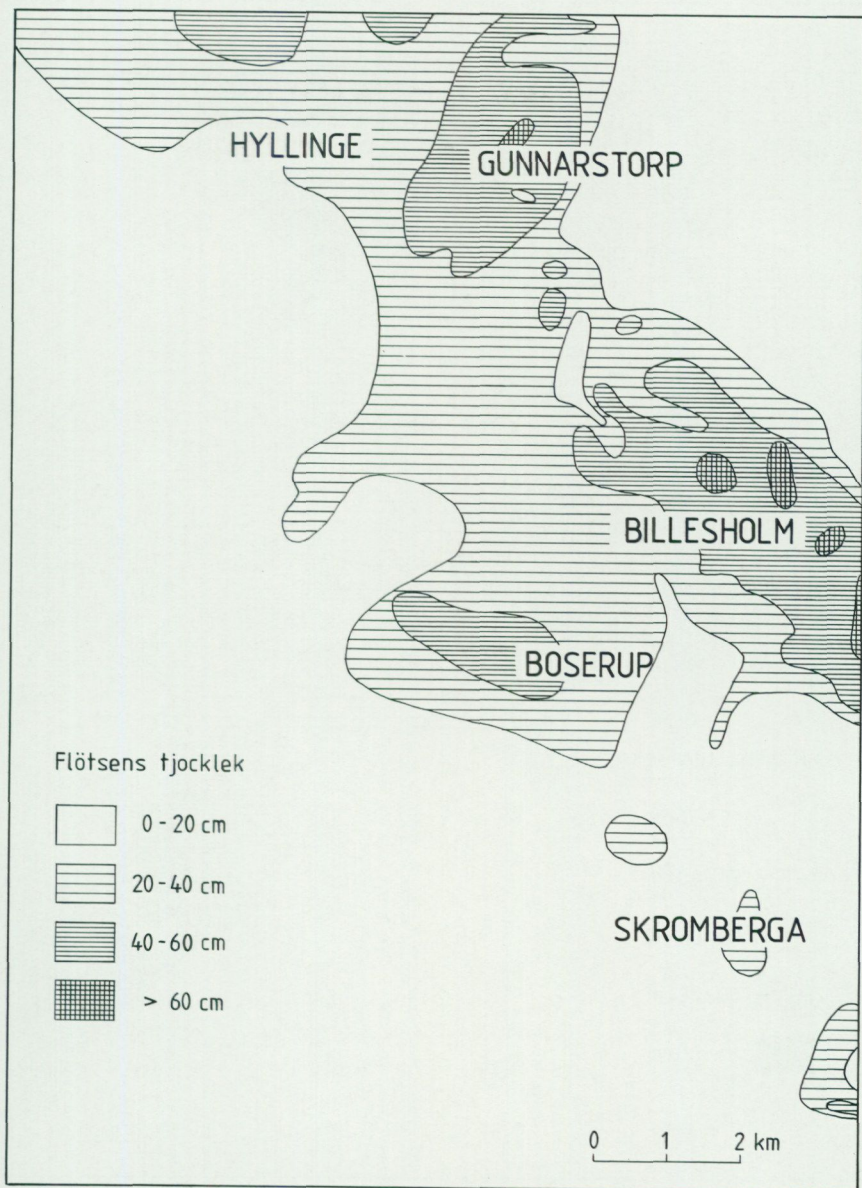 HYLLINGE
GUNNARSTORP
BILLESHOLM
BOSERUP
Flötsens tjocklek
0-20 cm
20-40 cm
40-60 cm
> 60 cm
SKROMBERGA
0 1 2 km